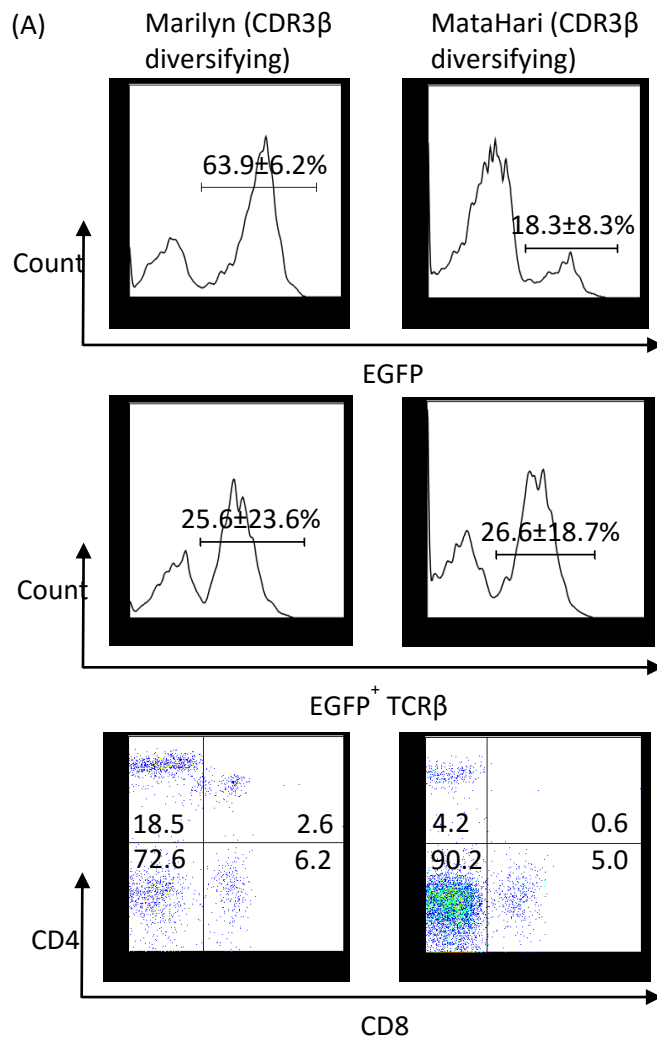 (A)
Marilyn (CDR3β
diversifying)
MataHari (CDR3β
diversifying)
63.9±6.2%
18.3±8.3%
Count
EGFP
25.6±23.6%
26.6±18.7%
Count
EGFP+ TCRβ
18.5 2.6
72.6 6.2
4.2 0.6
90.2 5.0
CD4
CD8